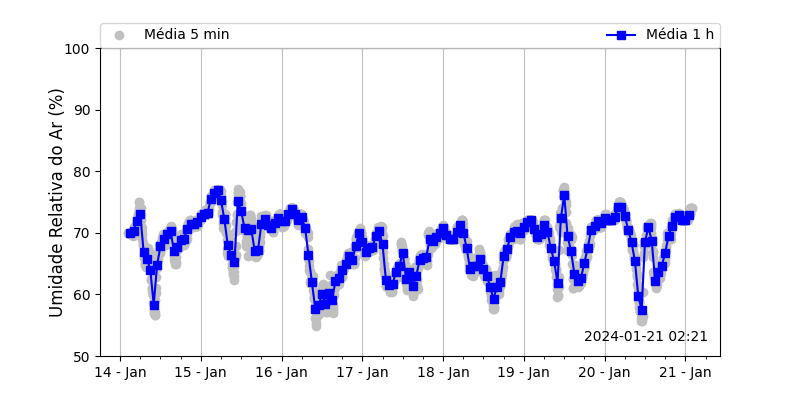 Média 5 min
Média 1 h
Umidade Relativa do Ar (%)
100
90
80
70
60
50
2024-01-21 02:21
14 - Jan
15 - Jan
16 - Jan
17 - Jan
18 - Jan
19 - Jan
20 - Jan
21 - Jan